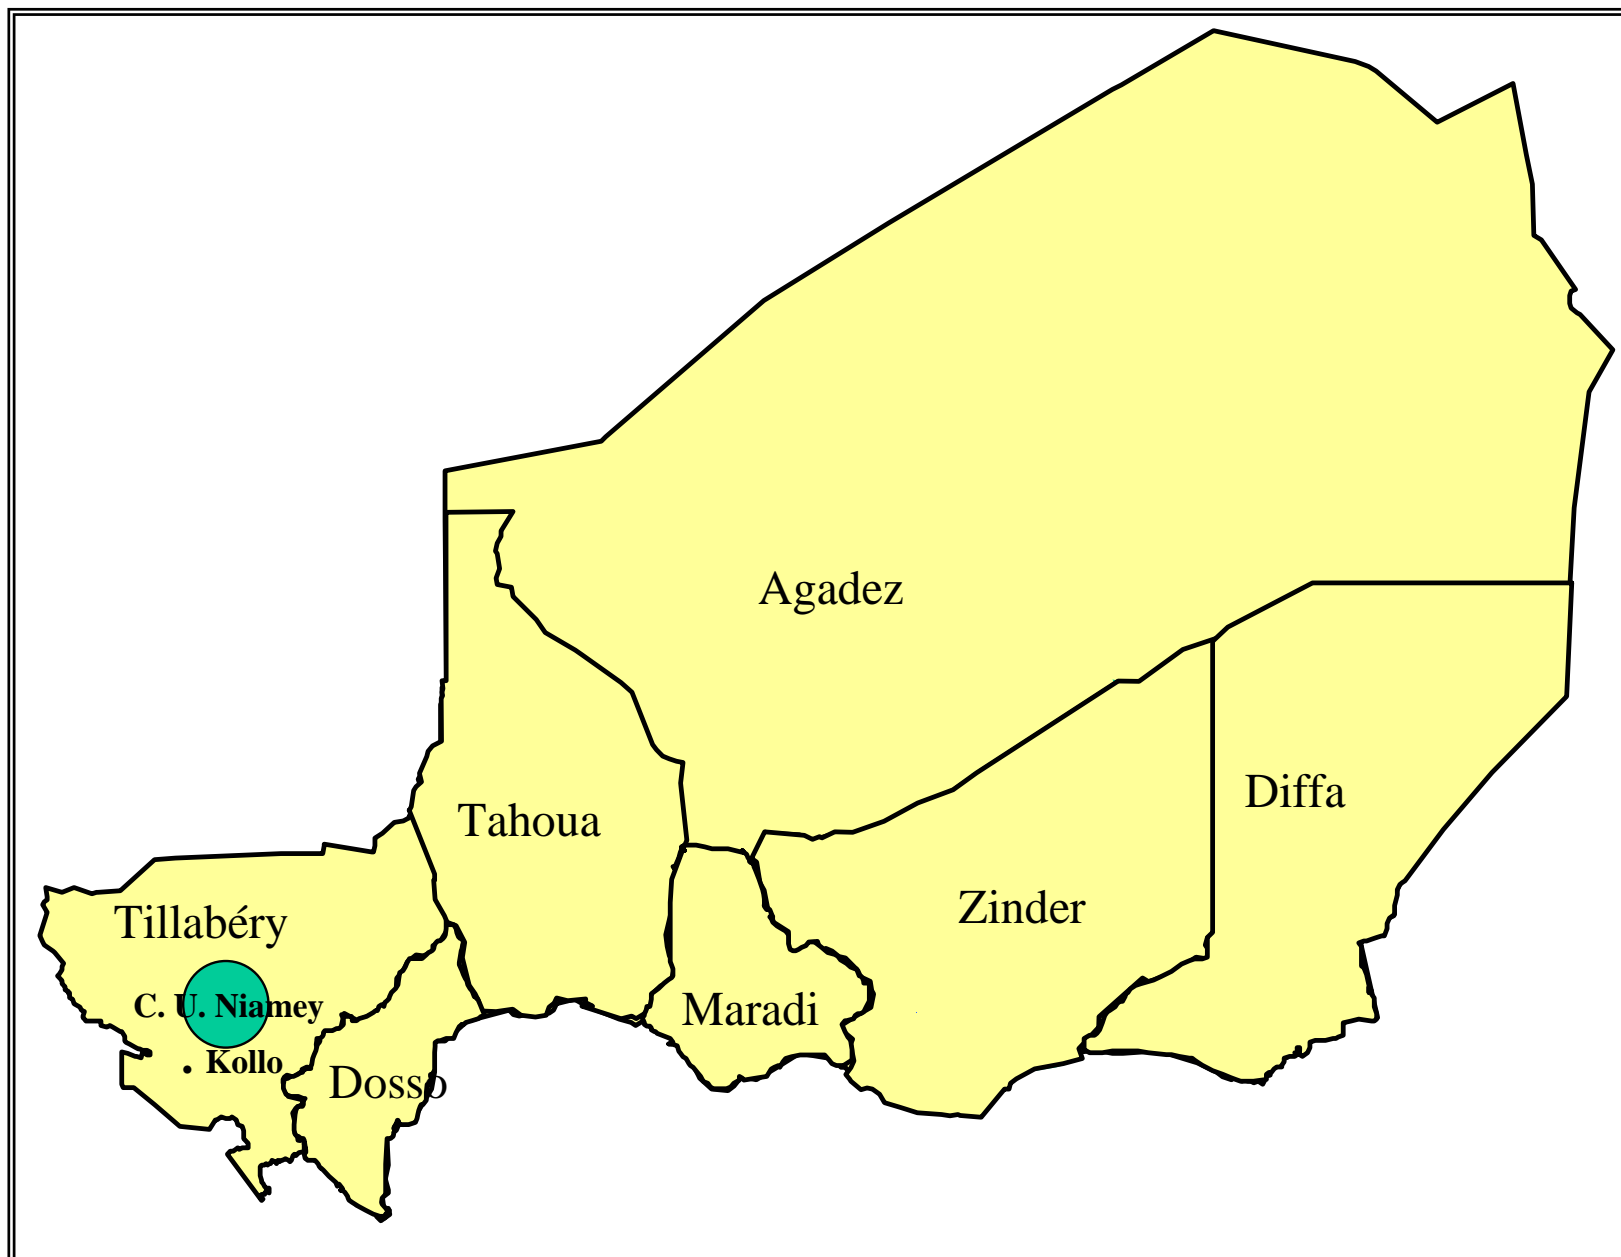 Agadez
Diffa
Tahoua
Zinder
Tillabéry
C. U. Niamey
Maradi
. Kollo
Dosso